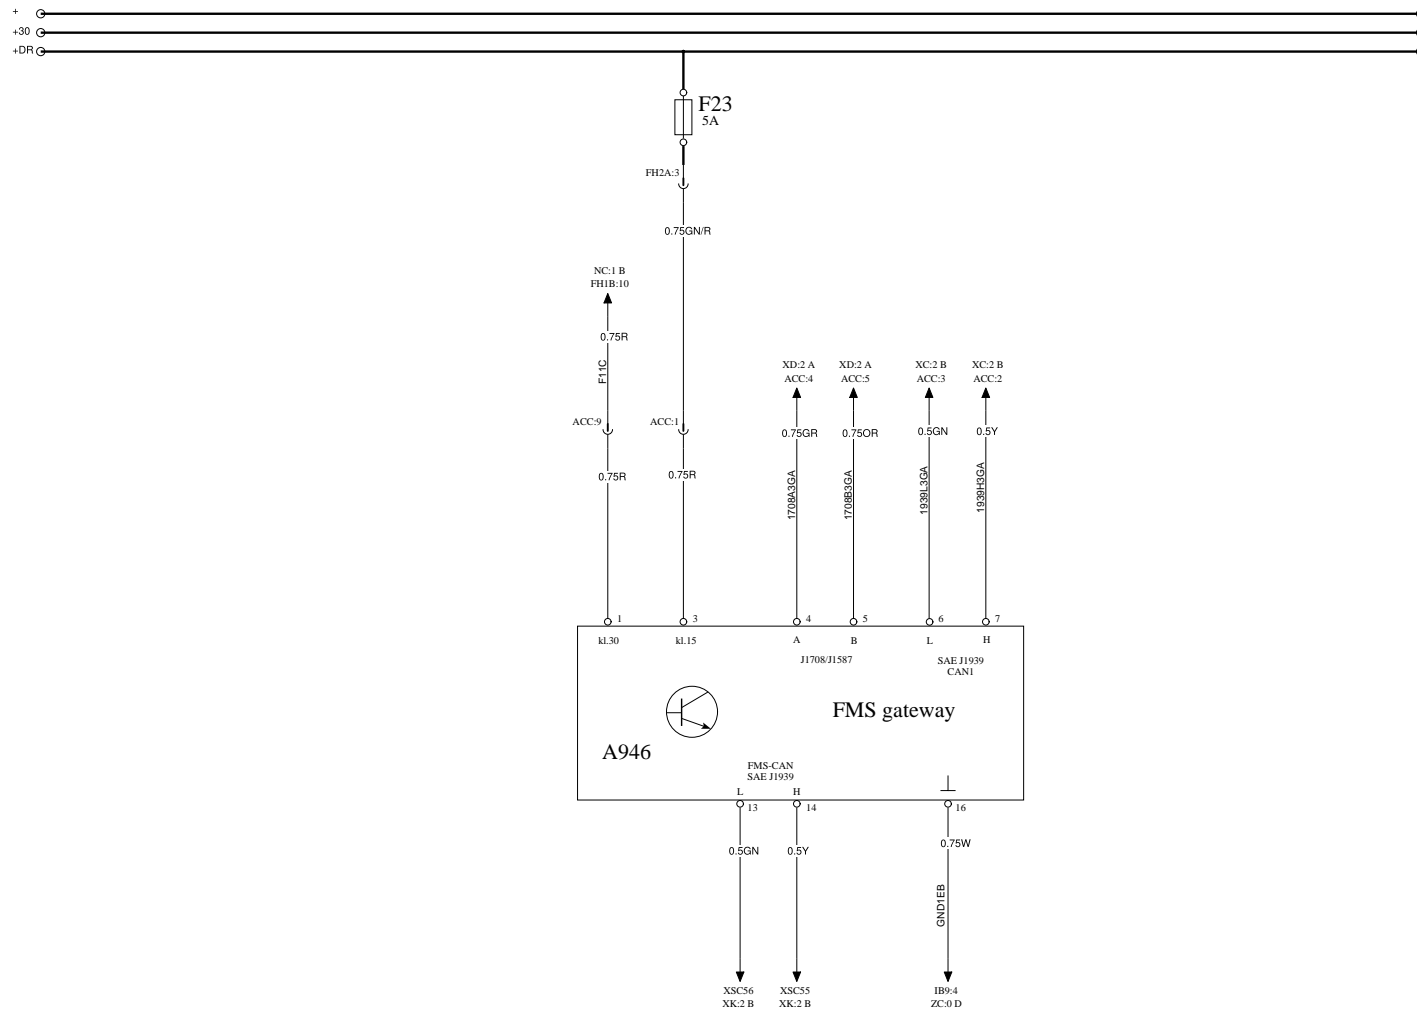 +
+30
+DR
F23
5A
FH2A:3
0.75GN/R
NC:1 B
FH1B:10
0.75R
F11C
XD:2 A
ACC:4
XD:2 A
ACC:5
XC:2 B
ACC:3
XC:2 B
ACC:2
ACC:9
ACC:1
0.75GR
0.75OR
0.5GN
0.5Y
0.75R
0.75R
1708A3GA
1708B3GA
1939L3GA
1939H3GA
1
3
4
5
6
7
kl.30
kl.15
A
B
L
H
J1708/J1587
SAE J1939
CAN1
FMS gateway
A946
FMS-CAN
SAE J1939
L
H
13
14
16
0.5GN
0.5Y
0.75W
GND1EB
XSC56
XK:2 B
XSC55
XK:2 B
IB9:4
ZC:0 D